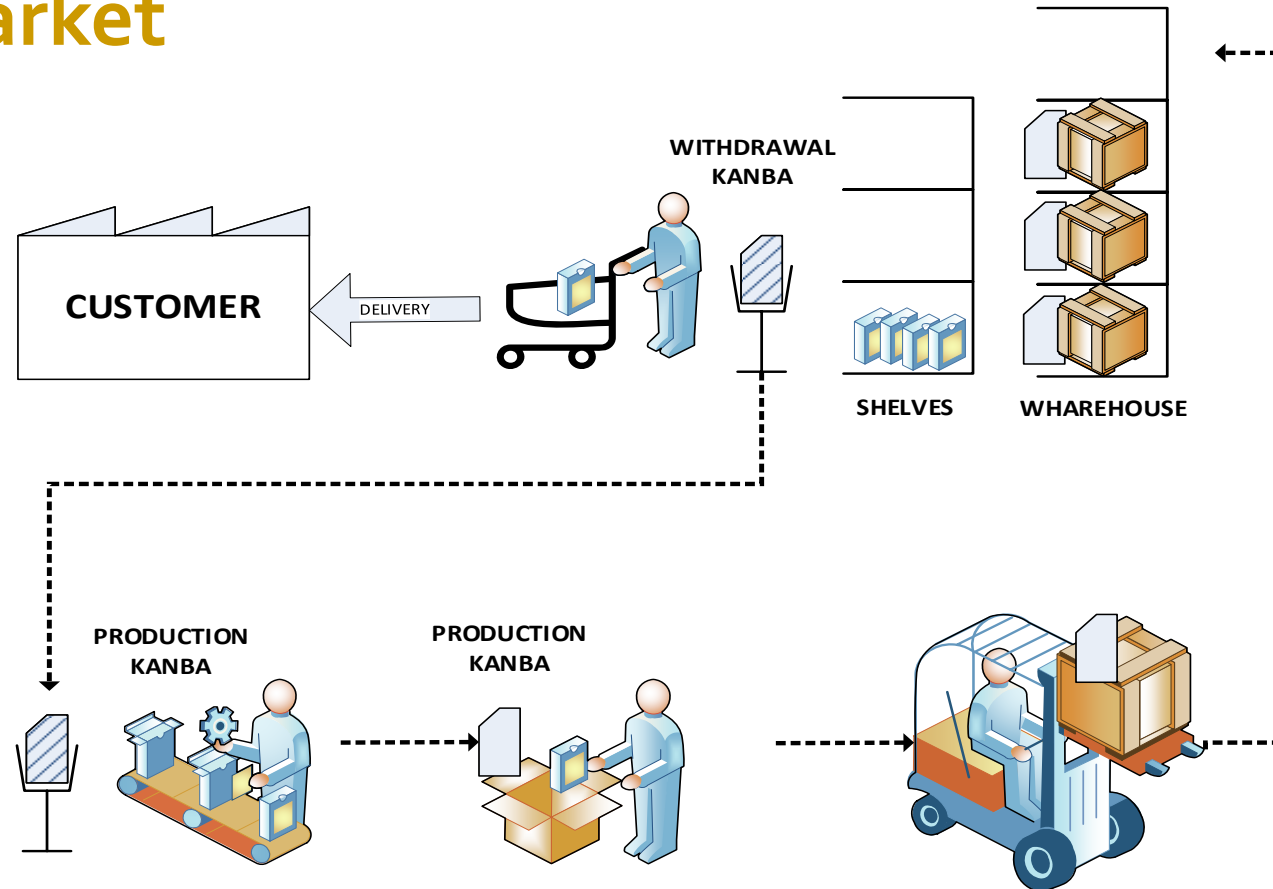 arket
WITHDRAWAL
KANBA
CUSTOMER
DELIVERY
SHELVES
WHAREHOUSE
PRODUCTION
KANBA
PRODUCTION
KANBA